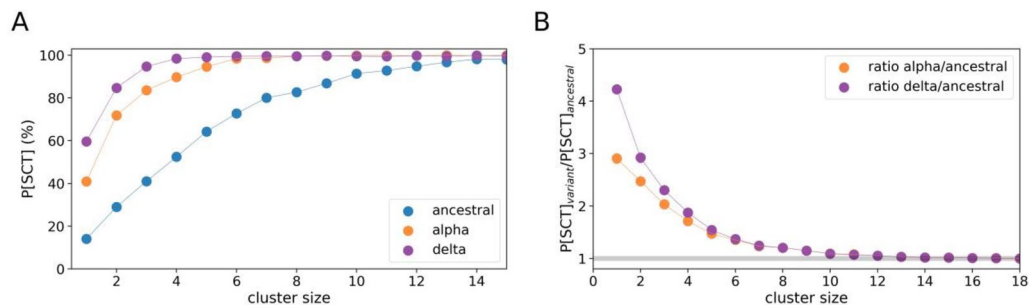 A
100
80
60
40
20
0
P[SCT] (%)
2 4 6 8 10 12 14
cluster size
ancestral
alpha
delta
B
5
4
3
2
1
0
P[SCT]variant/P[SCT]ancestral
0 2 4 6 8 10 12 14 16 18
cluster size
ratio alpha/ancestral
ratio delta/ancestral